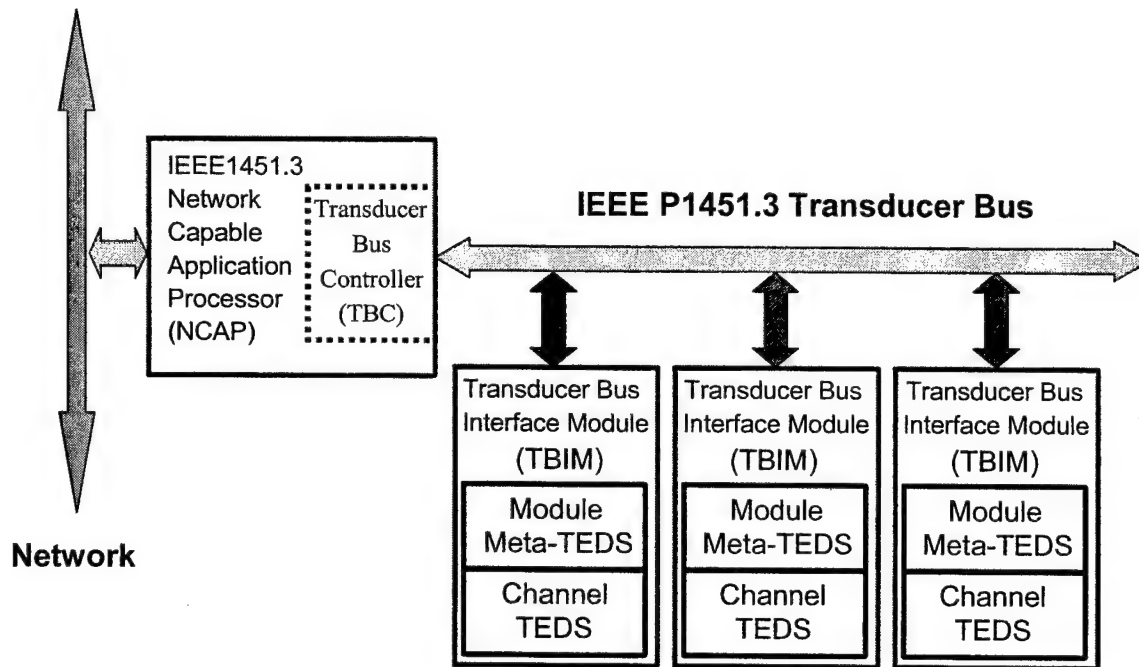 IEEE1451.3
Network
Capable
Application
Processor
(NCAP)
Transducer
Bus
Controller
(TBC)
IEEE P1451.3 Transducer Bus
Transducer Bus
Interface Module
(TBIM)
Module
Meta-TEDS
Channel
TEDS
Transducer Bus
Interface Module
(TBIM)
Module
Meta-TEDS
Channel
TEDS
Transducer Bus
Interface Module
(TBIM)
Module
Meta-TEDS
Channel
TEDS
Network